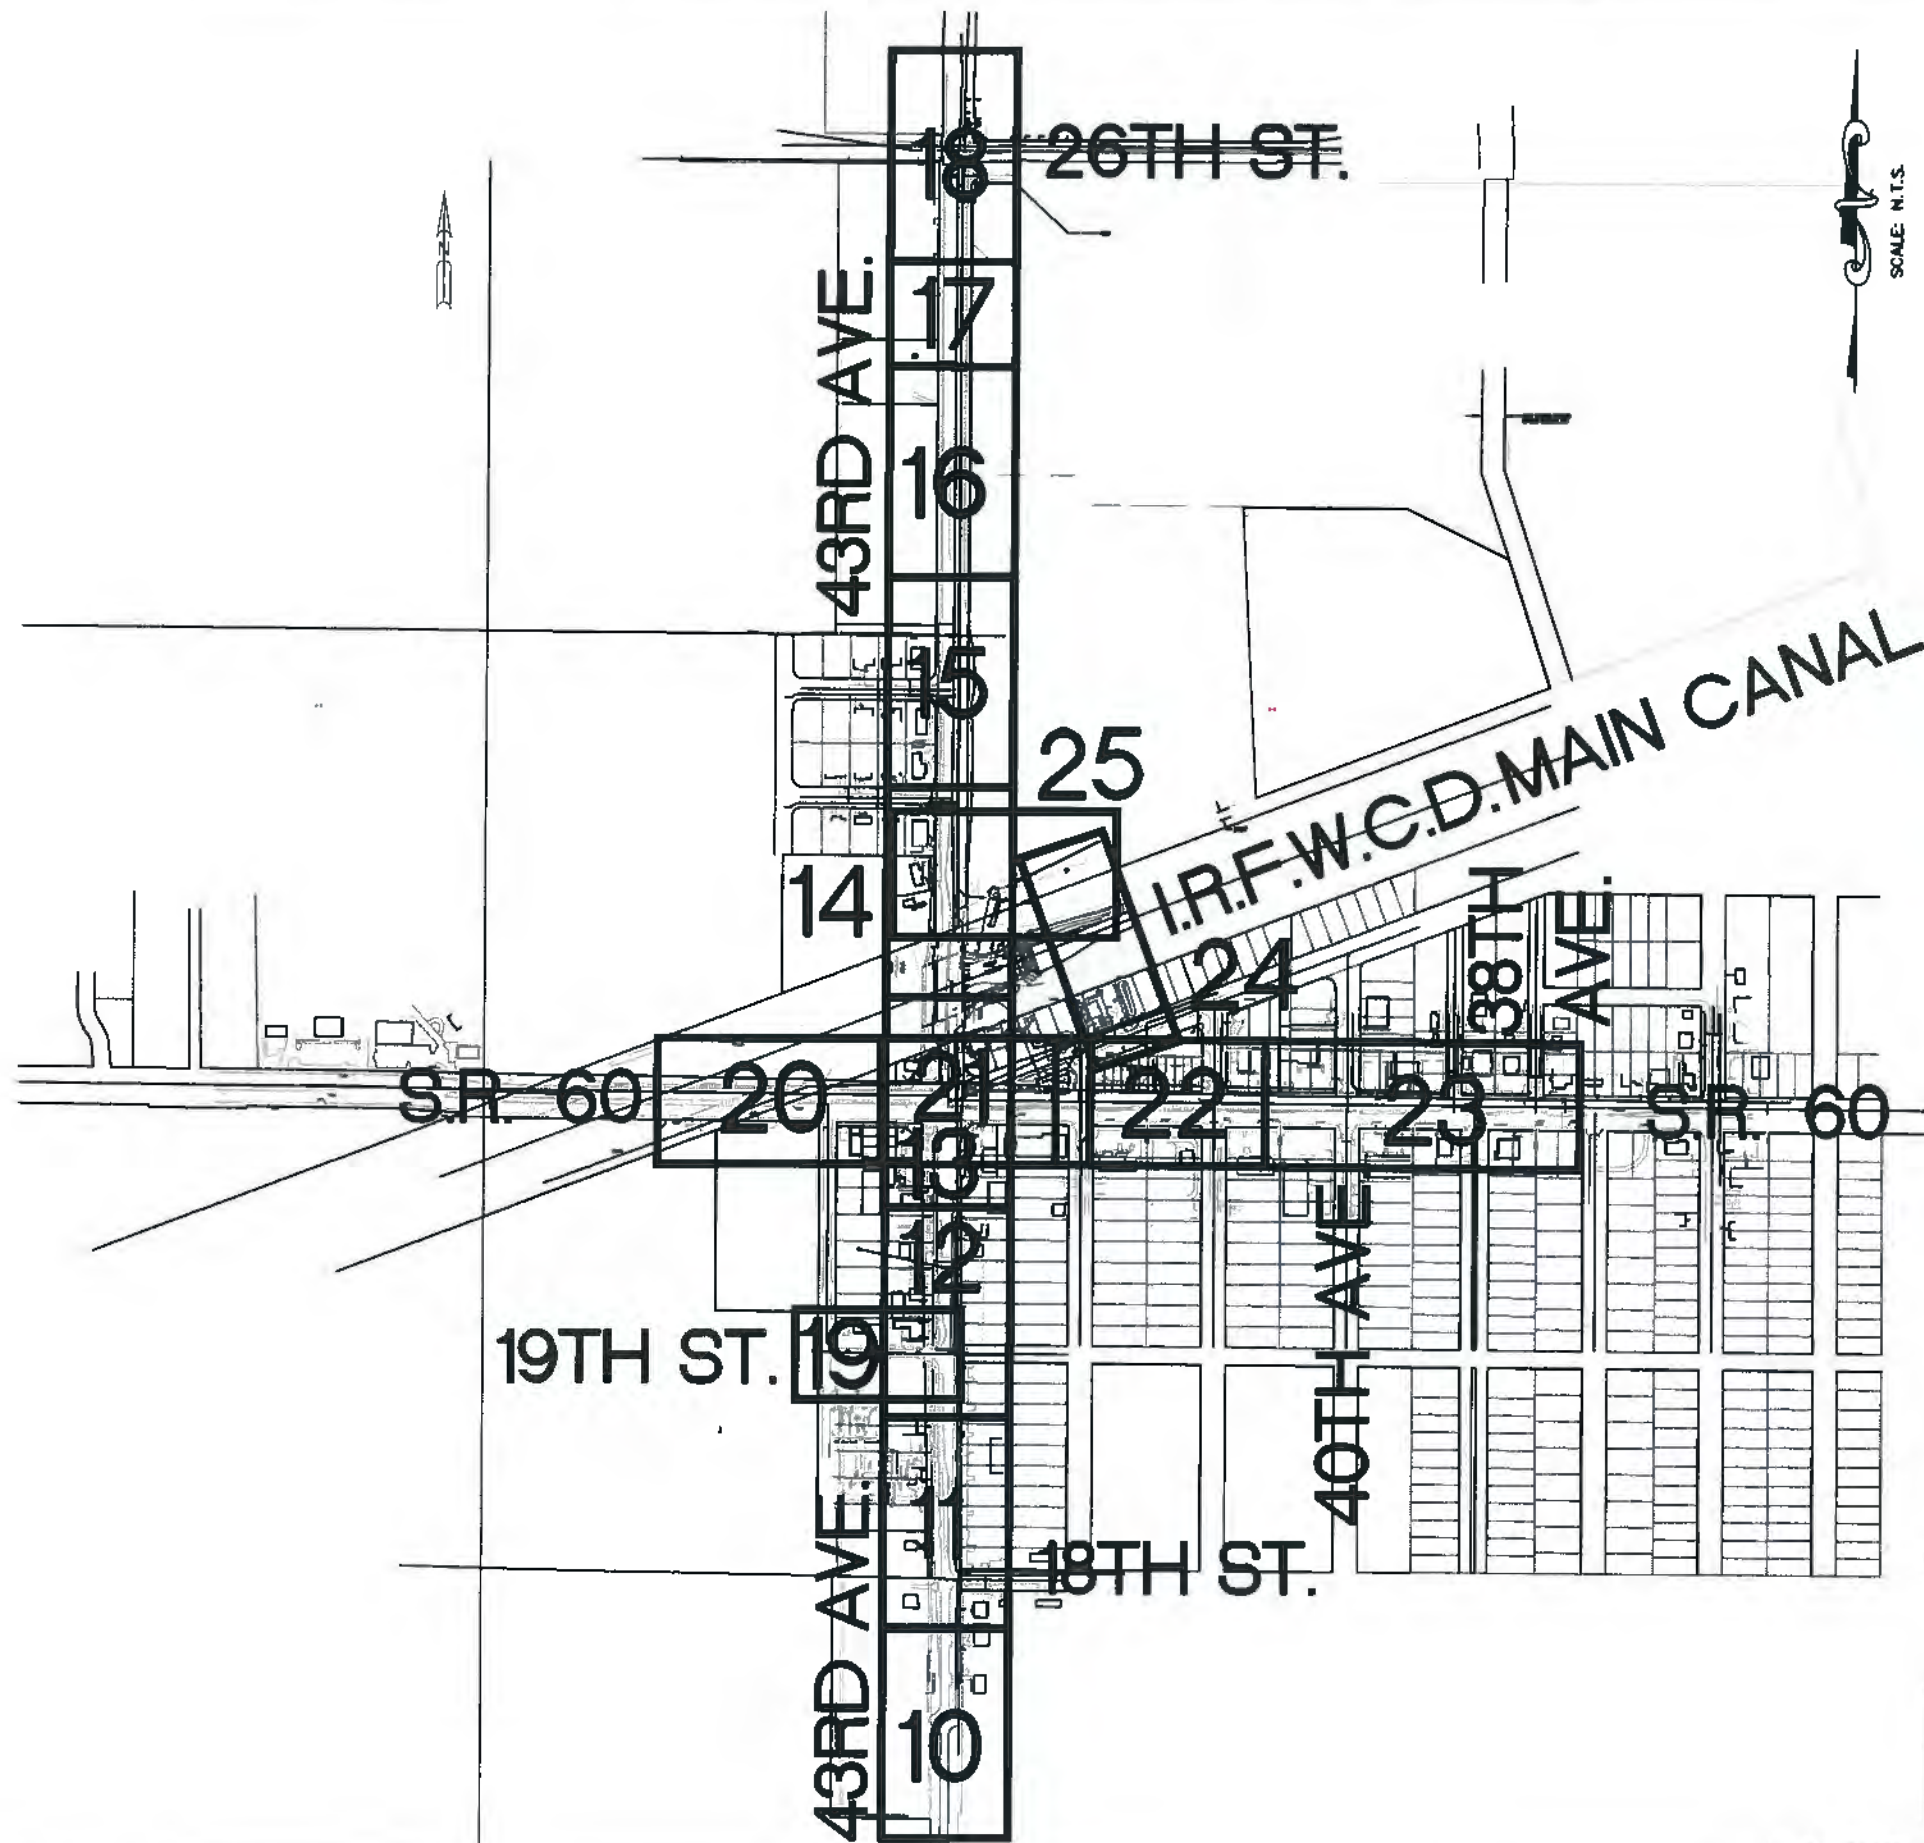 18
26TH ST.
SCALE: N.T.S.
N
17
43RD AVE.
16
15
25
I.R.F.W.C.D. MAIN CANAL
14
24
38TH
AVE.
S.R. 60
20
21
22
23
S.R. 60
13
12
19TH ST.
19
40TH AVE.
11
18TH ST.
43RD AVE.
10